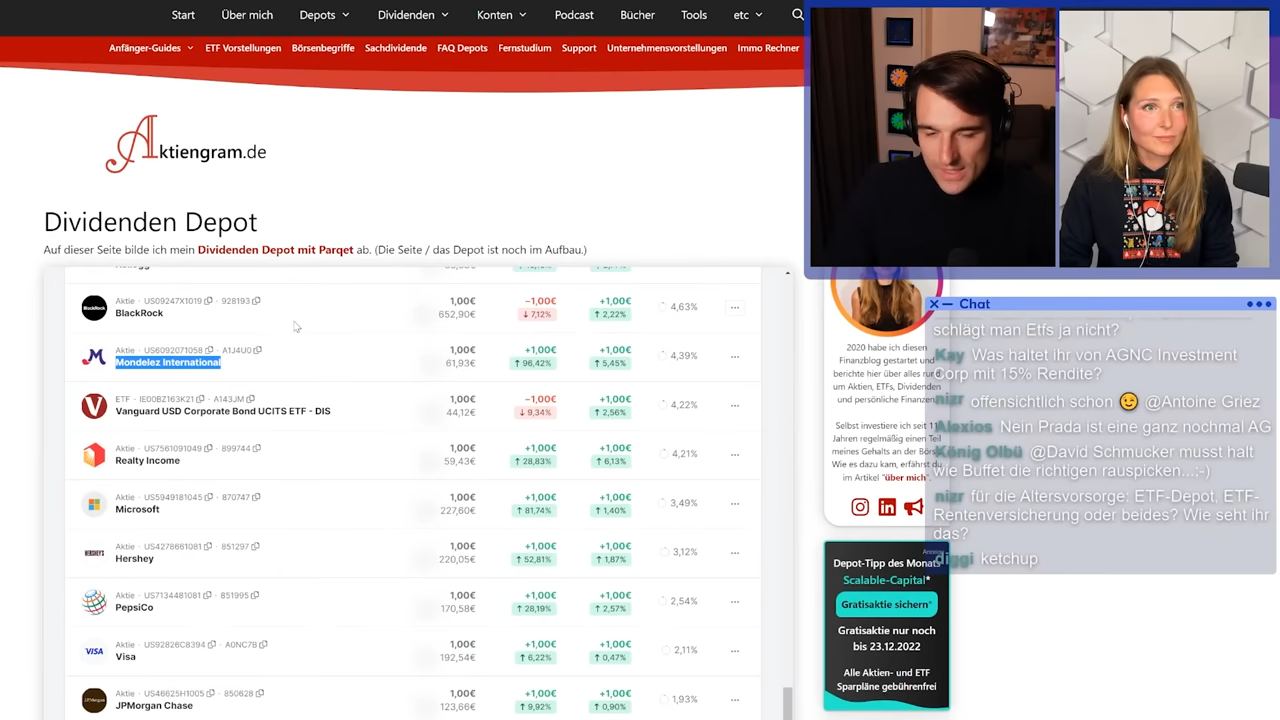 Start Über mich Depots Dividenden Konten Podcast Bücher Tools etc
Anfänger-Guides ETF Vorstellungen Börsenbegriffe Sachdividende FAQ Depots Fernstudium Support Unternehmensvorstellungen Immo Rechner
Aktiengram.de
Dividenden Depot
Auf dieser Seite bilde ich mein Dividenden Depot mit Parqet ab. (Die Seite / das Depot ist noch im Aufbau.)
BlackRock
Aktie · US09247X1019 · 928193
BlackRock
1,00€ −1,00€ +1,00€
652,90€ ↓ 7,12% ↑ 2,22% 4,63% ...
Aktie · US6092071058 · A1J4U0
Mondelez International
1,00€ +1,00€ +1,00€
61,93€ ↑ 96,42% ↑ 5,45% 4,39% ...
ETF · IE00BZ163K21 · A143JM
Vanguard USD Corporate Bond UCITS ETF - DIS
1,00€ −1,00€ +1,00€
44,12€ ↓ 9,34% ↑ 2,56% 4,22% ...
Aktie · US7561091049 · 899744
Realty Income
1,00€ +1,00€ +1,00€
59,43€ ↑ 28,83% ↑ 6,13% 4,21% ...
Aktie · US5949181045 · 870747
Microsoft
1,00€ +1,00€ +1,00€
227,60€ ↑ 81,74% ↑ 1,40% 3,49% ...
HERSHEY'S
Aktie · US4278661081 · 851297
Hershey
1,00€ +1,00€ +1,00€
220,05€ ↑ 52,81% ↑ 1,87% 3,12% ...
Aktie · US7134481081 · 851995
PepsiCo
1,00€ +1,00€ +1,00€
170,58€ ↑ 28,19% ↑ 2,57% 2,54% ...
VISA
Aktie · US92826C8394 · A0NC7B
Visa
1,00€ +1,00€ +1,00€
192,54€ ↑ 6,22% ↑ 0,47% 2,11% ...
Aktie · US46625H1005 · 850628
JPMorgan Chase
1,00€ +1,00€ +1,00€
123,66€ ↑ 9,92% ↑ 0,90% 1,93% ...
2020 habe ich diesen
Finanzblog gestartet und
berichte hier über alles rund
um Aktien, ETFs, Dividenden
und persönliche Finanzen.
Selbst investiere ich seit 11
Jahren regelmäßig einen Teil
meines Gehalts an der Börse.
Wie es dazu kam, erfährst du
im Artikel "über mich".
Anzeige
Depot-Tipp des Monats
Scalable-Capital*
Gratisaktie sichern*
Gratisaktie nur noch
bis 23.12.2022
Alle Aktien- und ETF
Sparpläne gebührenfrei
Chat
schlägt man Etfs ja nicht?
Kay Was haltet ihr von AGNC Investment
Corp mit 15% Rendite?
nizr offensichtlich schon 😉 @Antoine Griez
Alexios Nein Prada ist eine ganz nochmal AG
König Olbü @David Schmucker musst halt
wie Buffet die richtigen rauspicken...;-)
nizr für die Altersvorsorge: ETF-Depot, ETF-
Rentenversicherung oder beides? Wie seht ihr
das?
diggi ketchup